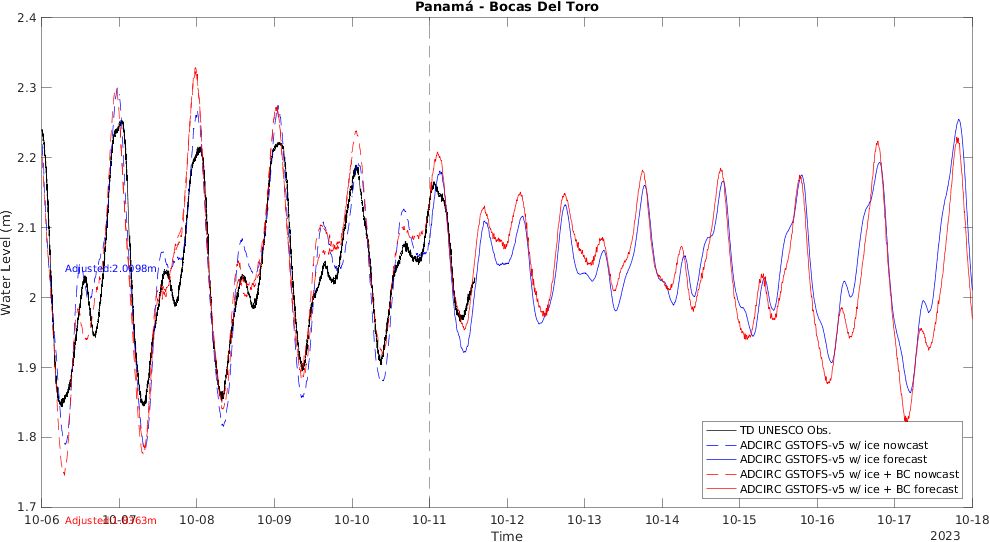 Panamá - Bocas Del Toro
2.4
2.3
2.2
2.1
2
1.9
1.8
1.7
Water Level (m)
Adjusted:2.0098m
TD UNESCO Obs.
ADCIRC GSTOFS-v5 w/ ice nowcast
ADCIRC GSTOFS-v5 w/ ice forecast
ADCIRC GSTOFS-v5 w/ ice + BC nowcast
ADCIRC GSTOFS-v5 w/ ice + BC forecast
10-06 10-07 10-08 10-09 10-10 10-11 10-12 10-13 10-14 10-15 10-16 10-17 10-18
Time
2023